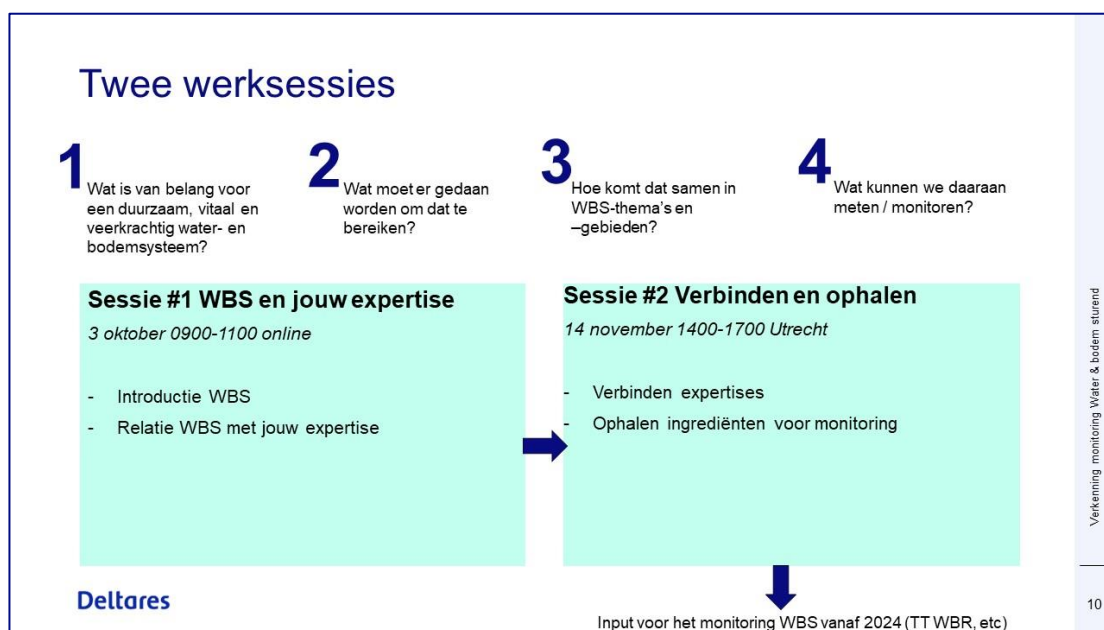 Twee werksessies
1
Wat is van belang voor
een duurzaam, vitaal en
veerkrachtig water- en
bodemsysteem?
2
Wat moet er gedaan
worden om dat te
bereiken?
3
Hoe komt dat samen in
WBS-thema's en
–gebieden?
4
Wat kunnen we daaraan
meten / monitoren?
Sessie #1 WBS en jouw expertise
3 oktober 0900-1100 online
- Introductie WBS
- Relatie WBS met jouw expertise
Sessie #2 Verbinden en ophalen
14 november 1400-1700 Utrecht
- Verbinden expertises
- Ophalen ingrediënten voor monitoring
Input voor het monitoring WBS vanaf 2024 (TT WBR, etc)
Deltares
Verkenning monitoring Water & bodem sturend
10